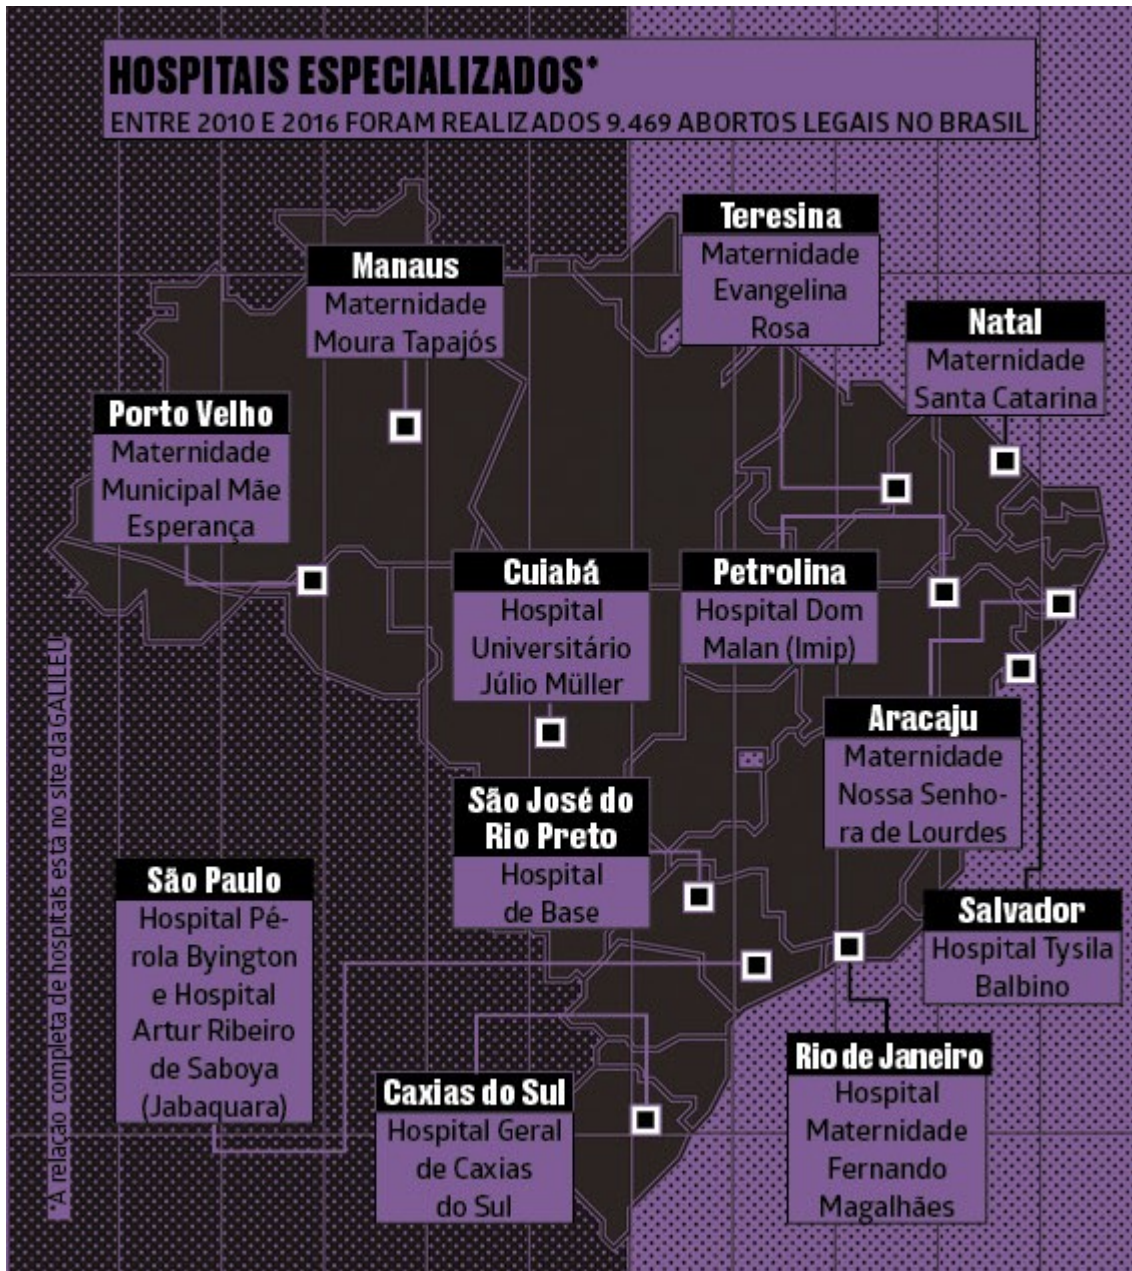 HOSPITAIS ESPECIALIZADOS*
ENTRE 2010 E 2016 FORAM REALIZADOS 9.469 ABORTOS LEGAIS NO BRASIL
Teresina
Maternidade
Evangelina
Rosa
Manaus
Maternidade
Moura Tapajós
Natal
Maternidade
Santa Catarina
Porto Velho
Maternidade
Municipal Mãe
Esperança
Cuiabá
Hospital
Universitário
Júlio Müller
Petrolina
Hospital Dom
Malan (Imip)
Aracaju
Maternidade
Nossa Senho-
ra de Lourdes
São José do
Rio Preto
Hospital
de Base
São Paulo
Hospital Pé-
rola Byington
e Hospital
Artur Ribeiro
de Saboya
(Jabaquara)
Salvador
Hospital Tysila
Balbino
Rio de Janeiro
Hospital
Maternidade
Fernando
Magalhães
Caxias do Sul
Hospital Geral
de Caxias
do Sul
*A relacao completa de hospitais esta no site da GALILEU